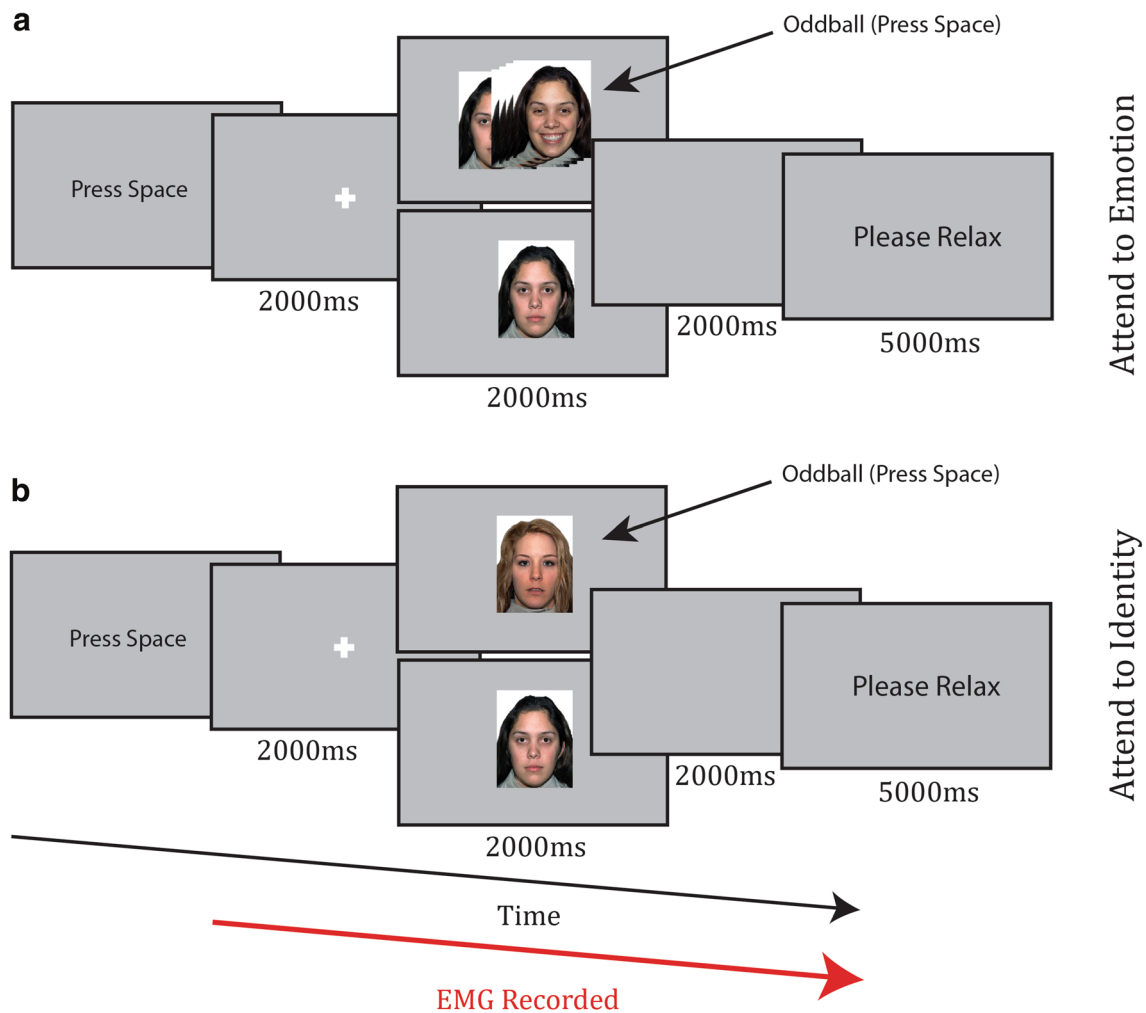 a
Oddball (Press Space)
Press Space
2000ms
2000ms
2000ms
Please Relax
5000ms
Attend to Emotion
b
Oddball (Press Space)
Press Space
2000ms
2000ms
2000ms
Please Relax
5000ms
Attend to Identity
Time
EMG Recorded